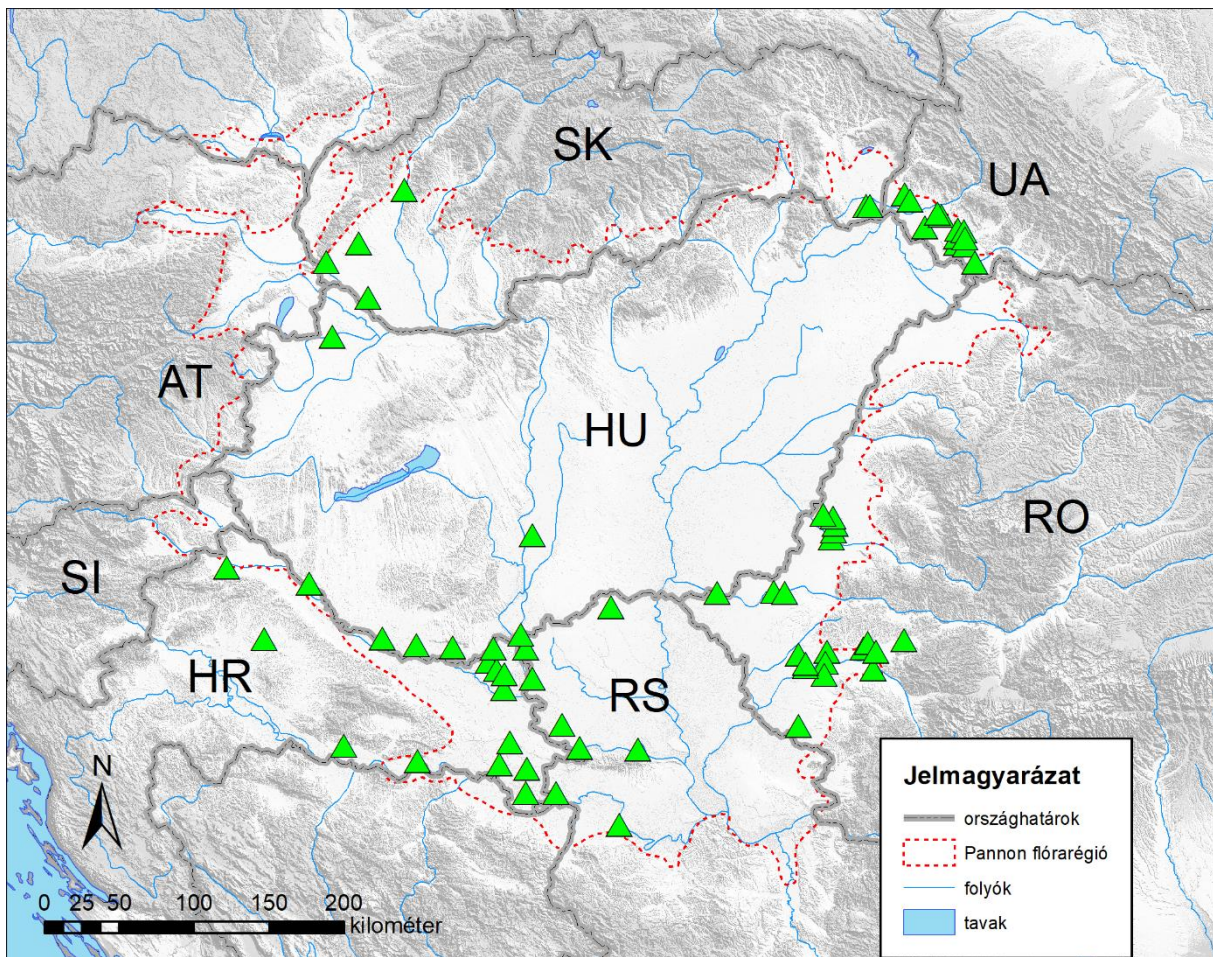 SK
UA
AT
HU
RO
SI
HR
RS
N
0 25 50 100 150 200
kilométer
Jelmagyarázat
országhatárok
Pannon flórarégió
folyók
tavak